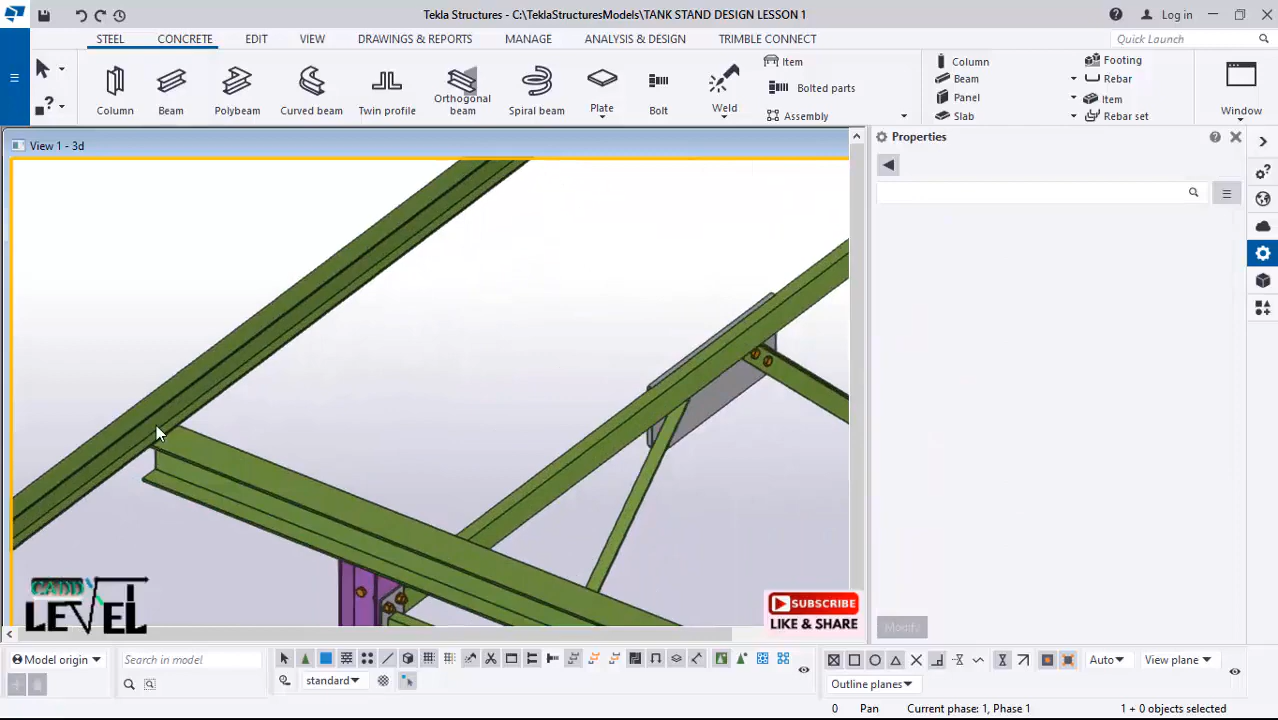 Tekla Structures - C:\TeklaStructuresModels\TANK STAND DESIGN LESSON 1
Log in
STEEL CONCRETE EDIT VIEW DRAWINGS & REPORTS MANAGE ANALYSIS & DESIGN TRIMBLE CONNECT Quick Launch
Column Beam Polybeam Curved beam Twin profile Orthogonal beam Spiral beam Plate Bolt Weld
Item
Bolted parts
Assembly
Column Footing
Beam Rebar
Panel Item
Slab Rebar set
Window
View 1 - 3d
Properties
CADD
LEVEL
SUBSCRIBE
LIKE & SHARE
Modify
Model origin Search in model
standard
Auto View plane
Outline planes
0 Pan Current phase: 1, Phase 1 1 + 0 objects selected